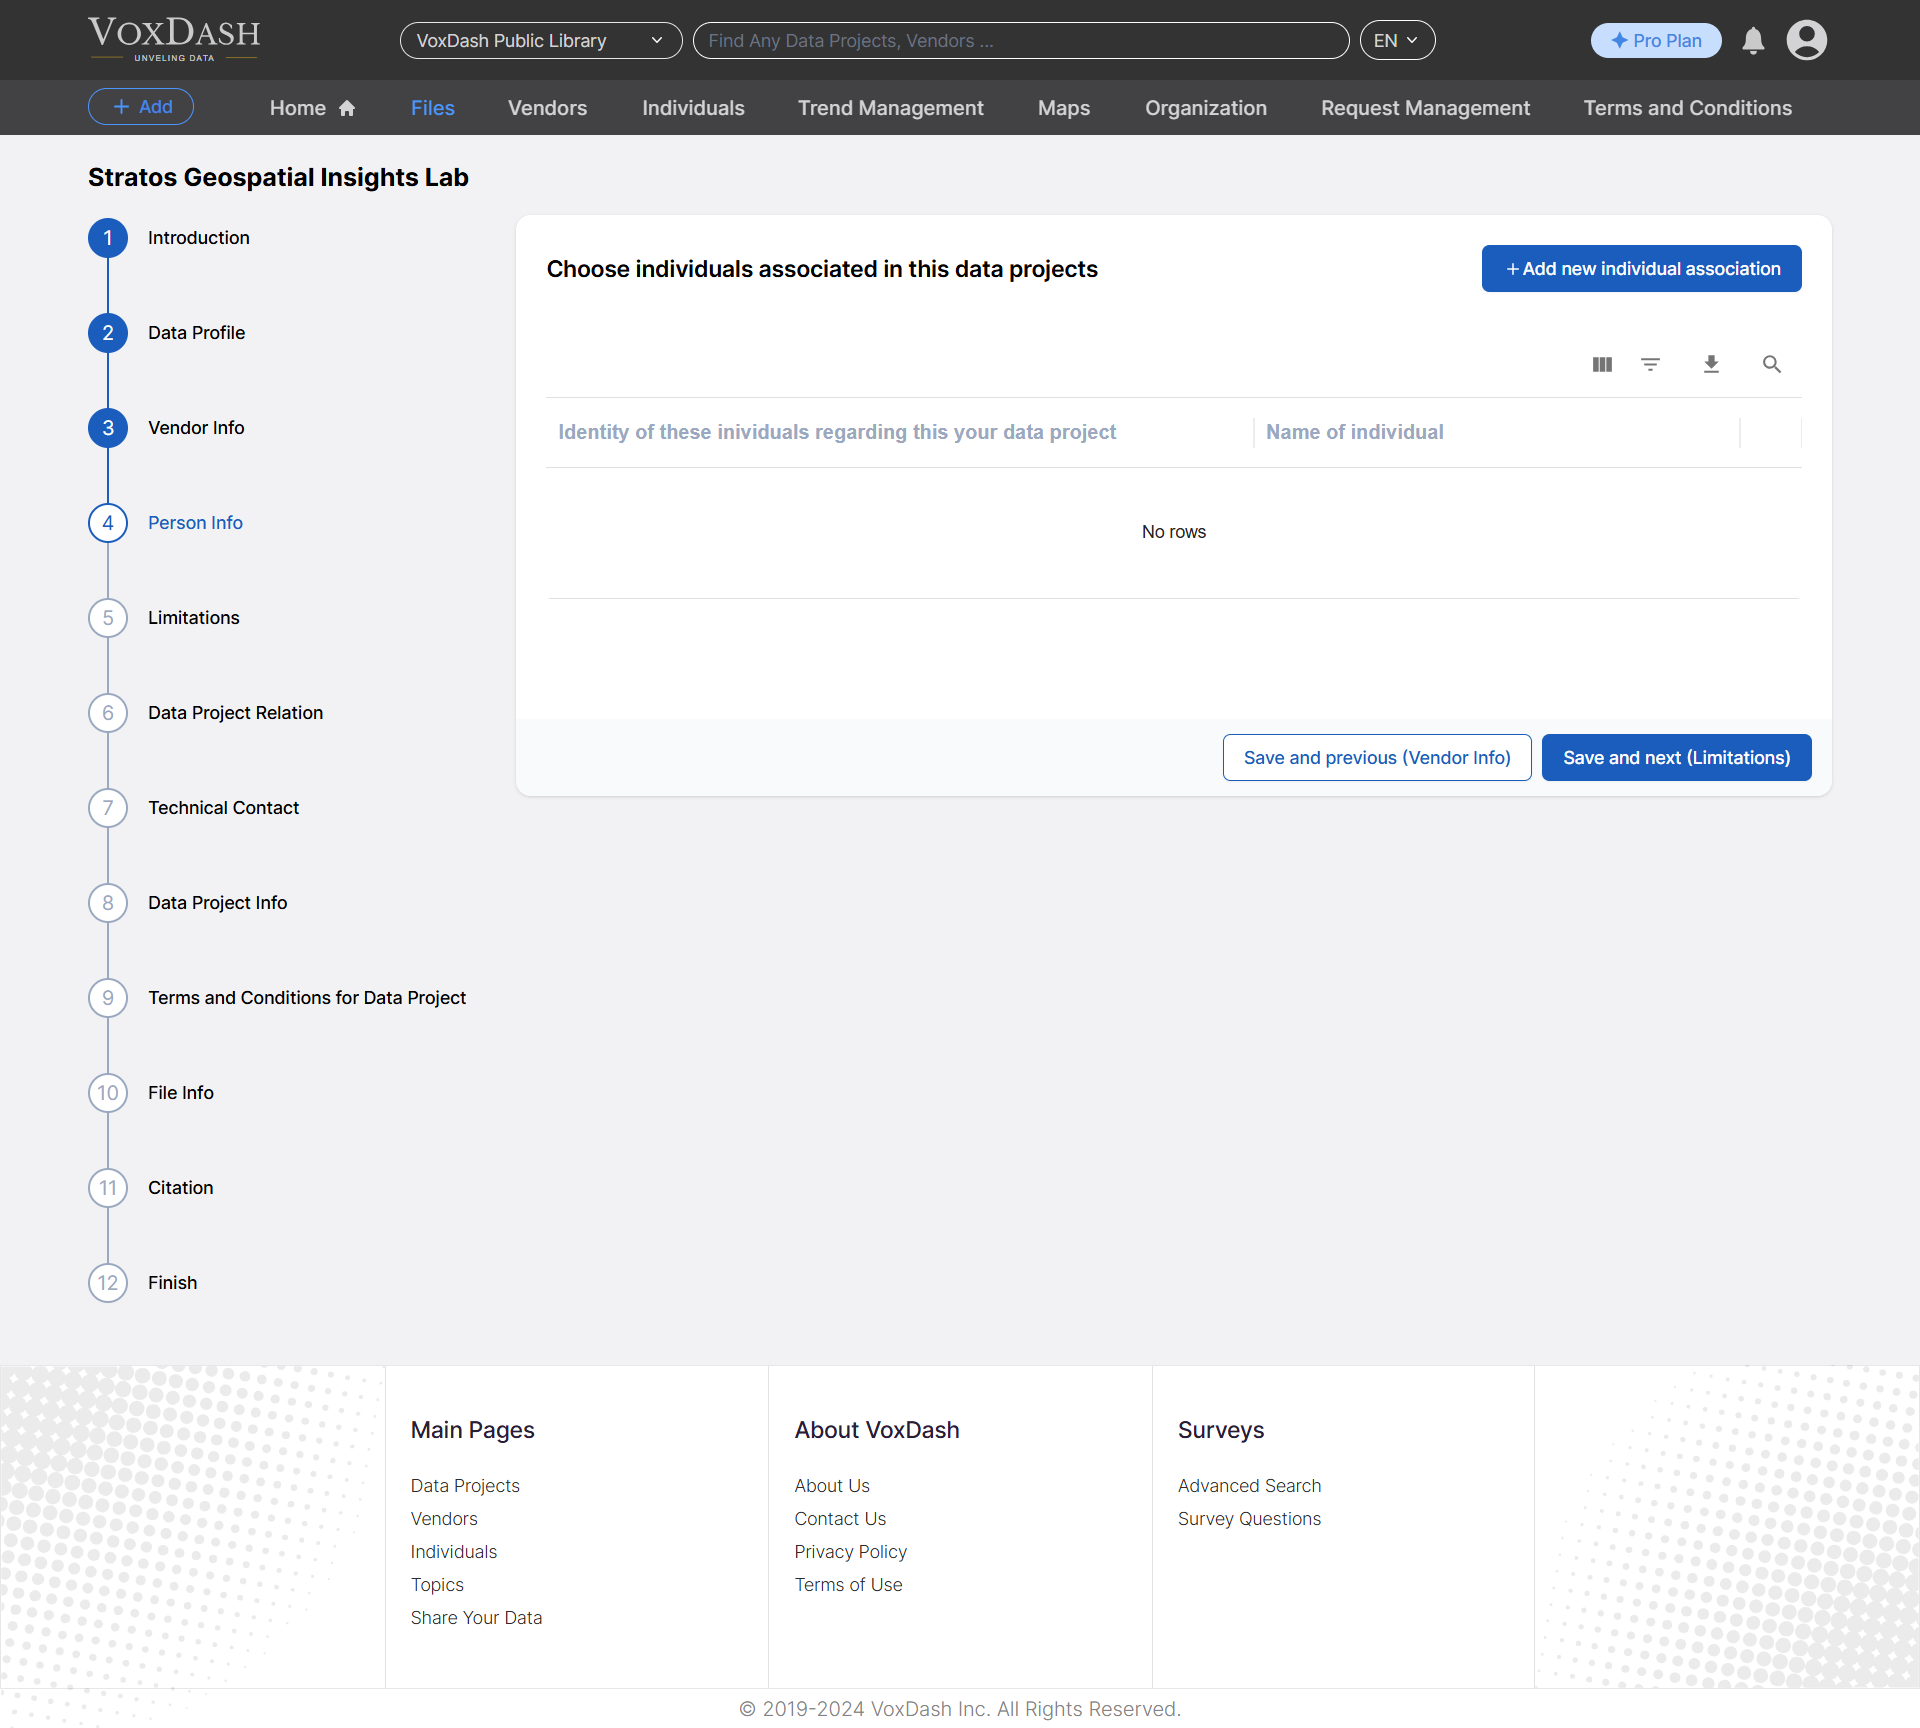 VOXDASH
UNVELING DATA
VoxDash Public Library
Find Any Data Projects, Vendors ...
EN
Pro Plan
Add
Home
Files
Vendors
Individuals
Trend Management
Maps
Organization
Request Management
Terms and Conditions
Stratos Geospatial Insights Lab
1 Introduction
2 Data Profile
3 Vendor Info
4 Person Info
5 Limitations
6 Data Project Relation
7 Technical Contact
8 Data Project Info
9 Terms and Conditions for Data Project
10 File Info
11 Citation
12 Finish
Choose individuals associated in this data projects
+ Add new individual association
Identity of these inividuals regarding this your data project
Name of individual
No rows
Save and previous (Vendor Info)
Save and next (Limitations)
Main Pages
Data Projects
Vendors
Individuals
Topics
Share Your Data
About VoxDash
About Us
Contact Us
Privacy Policy
Terms of Use
Surveys
Advanced Search
Survey Questions
© 2019-2024 VoxDash Inc. All Rights Reserved.